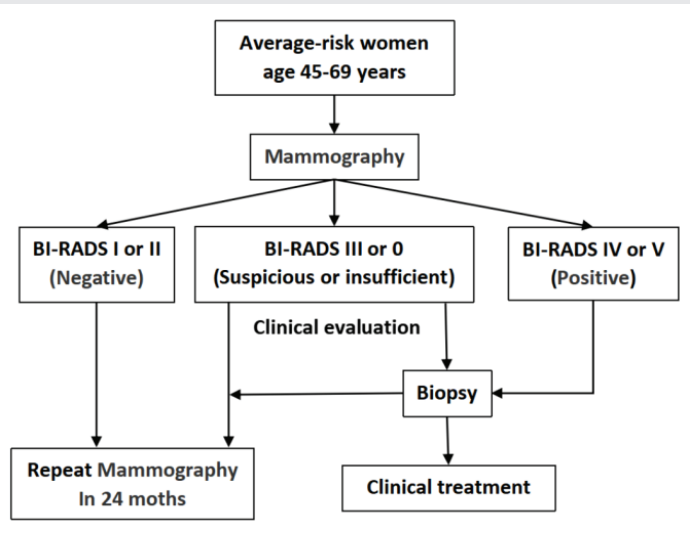 Average-risk women
age 45-69 years
Mammography
BI-RADS I or II
(Negative)
BI-RADS III or 0
(Suspicious or insufficient)
BI-RADS IV or V
(Positive)
Clinical evaluation
Biopsy
Repeat Mammography
In 24 moths
Clinical treatment